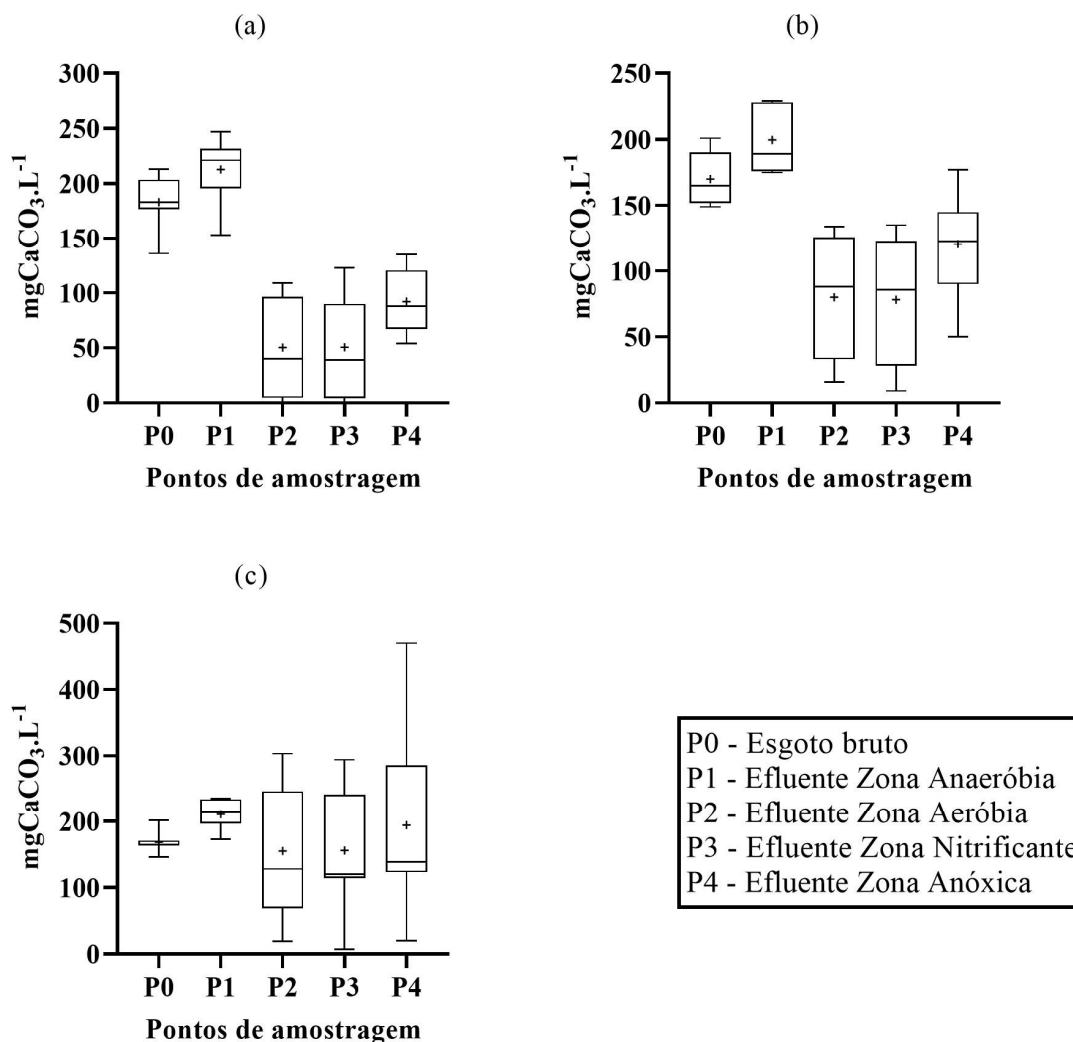 (a)
300
250
200
150
100
50
0
mgCaCO₃.L⁻¹
P0 P1 P2 P3 P4
Pontos de amostragem
(b)
250
200
150
100
50
0
mgCaCO₃.L⁻¹
P0 P1 P2 P3 P4
Pontos de amostragem
(c)
500
400
300
200
100
0
mgCaCO₃.L⁻¹
P0 P1 P2 P3 P4
Pontos de amostragem
P0 - Esgoto bruto
P1 - Efluente Zona Anaeróbia
P2 - Efluente Zona Aeróbia
P3 - Efluente Zona Nitrificante
P4 - Efluente Zona Anóxica